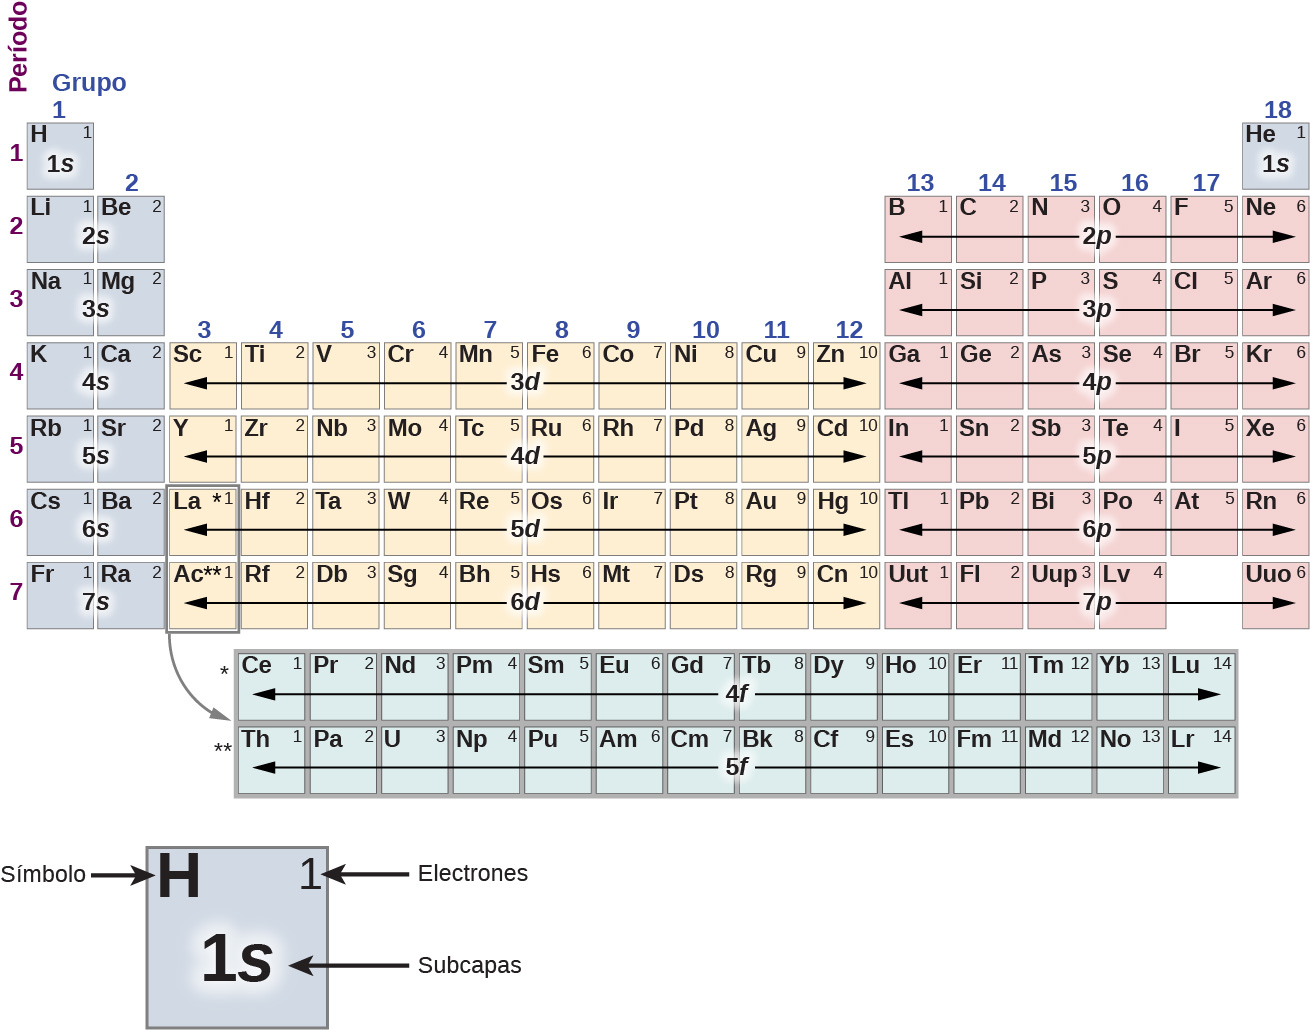 Período
Grupo
1 18
1 H 1 1s He 1 1s
2 13 14 15 16 17
2 Li 1 Be 2 B 1 C 2 N 3 O 4 F 5 Ne 6
2s 2p
3 Na 1 Mg 2 Al 1 Si 2 P 3 S 4 Cl 5 Ar 6
3s 3p
3 4 5 6 7 8 9 10 11 12
4 K 1 Ca 2 Sc 1 Ti 2 V 3 Cr 4 Mn 5 Fe 6 Co 7 Ni 8 Cu 9 Zn 10 Ga 1 Ge 2 As 3 Se 4 Br 5 Kr 6
4s 3d 4p
5 Rb 1 Sr 2 Y 1 Zr 2 Nb 3 Mo 4 Tc 5 Ru 6 Rh 7 Pd 8 Ag 9 Cd 10 In 1 Sn 2 Sb 3 Te 4 I 5 Xe 6
5s 4d 5p
6 Cs 1 Ba 2 La *1 Hf 2 Ta 3 W 4 Re 5 Os 6 Ir 7 Pt 8 Au 9 Hg 10 Tl 1 Pb 2 Bi 3 Po 4 At 5 Rn 6
6s 5d 6p
7 Fr 1 Ra 2 Ac**1 Rf 2 Db 3 Sg 4 Bh 5 Hs 6 Mt 7 Ds 8 Rg 9 Cn 10 Uut 1 Fl 2 Uup 3 Lv 4 Uuo 6
7s 6d 7p
* Ce 1 Pr 2 Nd 3 Pm 4 Sm 5 Eu 6 Gd 7 Tb 8 Dy 9 Ho 10 Er 11 Tm 12 Yb 13 Lu 14
4f
** Th 1 Pa 2 U 3 Np 4 Pu 5 Am 6 Cm 7 Bk 8 Cf 9 Es 10 Fm 11 Md 12 No 13 Lr 14
5f
Símbolo H 1 Electrones
1s Subcapas